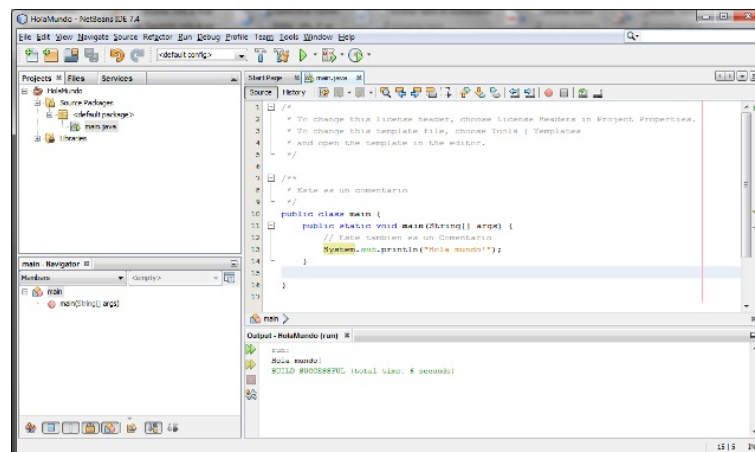 HolaMundo - NetBeans IDE 7.4
File Edit View Navigate Source Refactor Run Debug Profile Team Tools Window Help
<default config>
Projects Files Services
HolaMundo
Source Packages
<default package>
main.java
Libraries
Start Page main.java
Source History
1 /*
2 * To change this license header, choose License Headers in Project Properties.
3 * To change this template file, choose Tools | Templates
4 * and open the template in the editor.
5 */
6
7 /**
8 * Este es un comentario
9 */
10 public class main {
11 public static void main(String[] args) {
12 // Este tambien es un Comentario
13 System.out.println("Hola mundo!");
14 }
15
16 }
17
main
main - Navigator
Members <empty>
main
main(String[] args)
Output - HolaMundo (run)
run:
Hola mundo!
BUILD SUCCESSFUL (total time: 6 seconds)
15 | 5